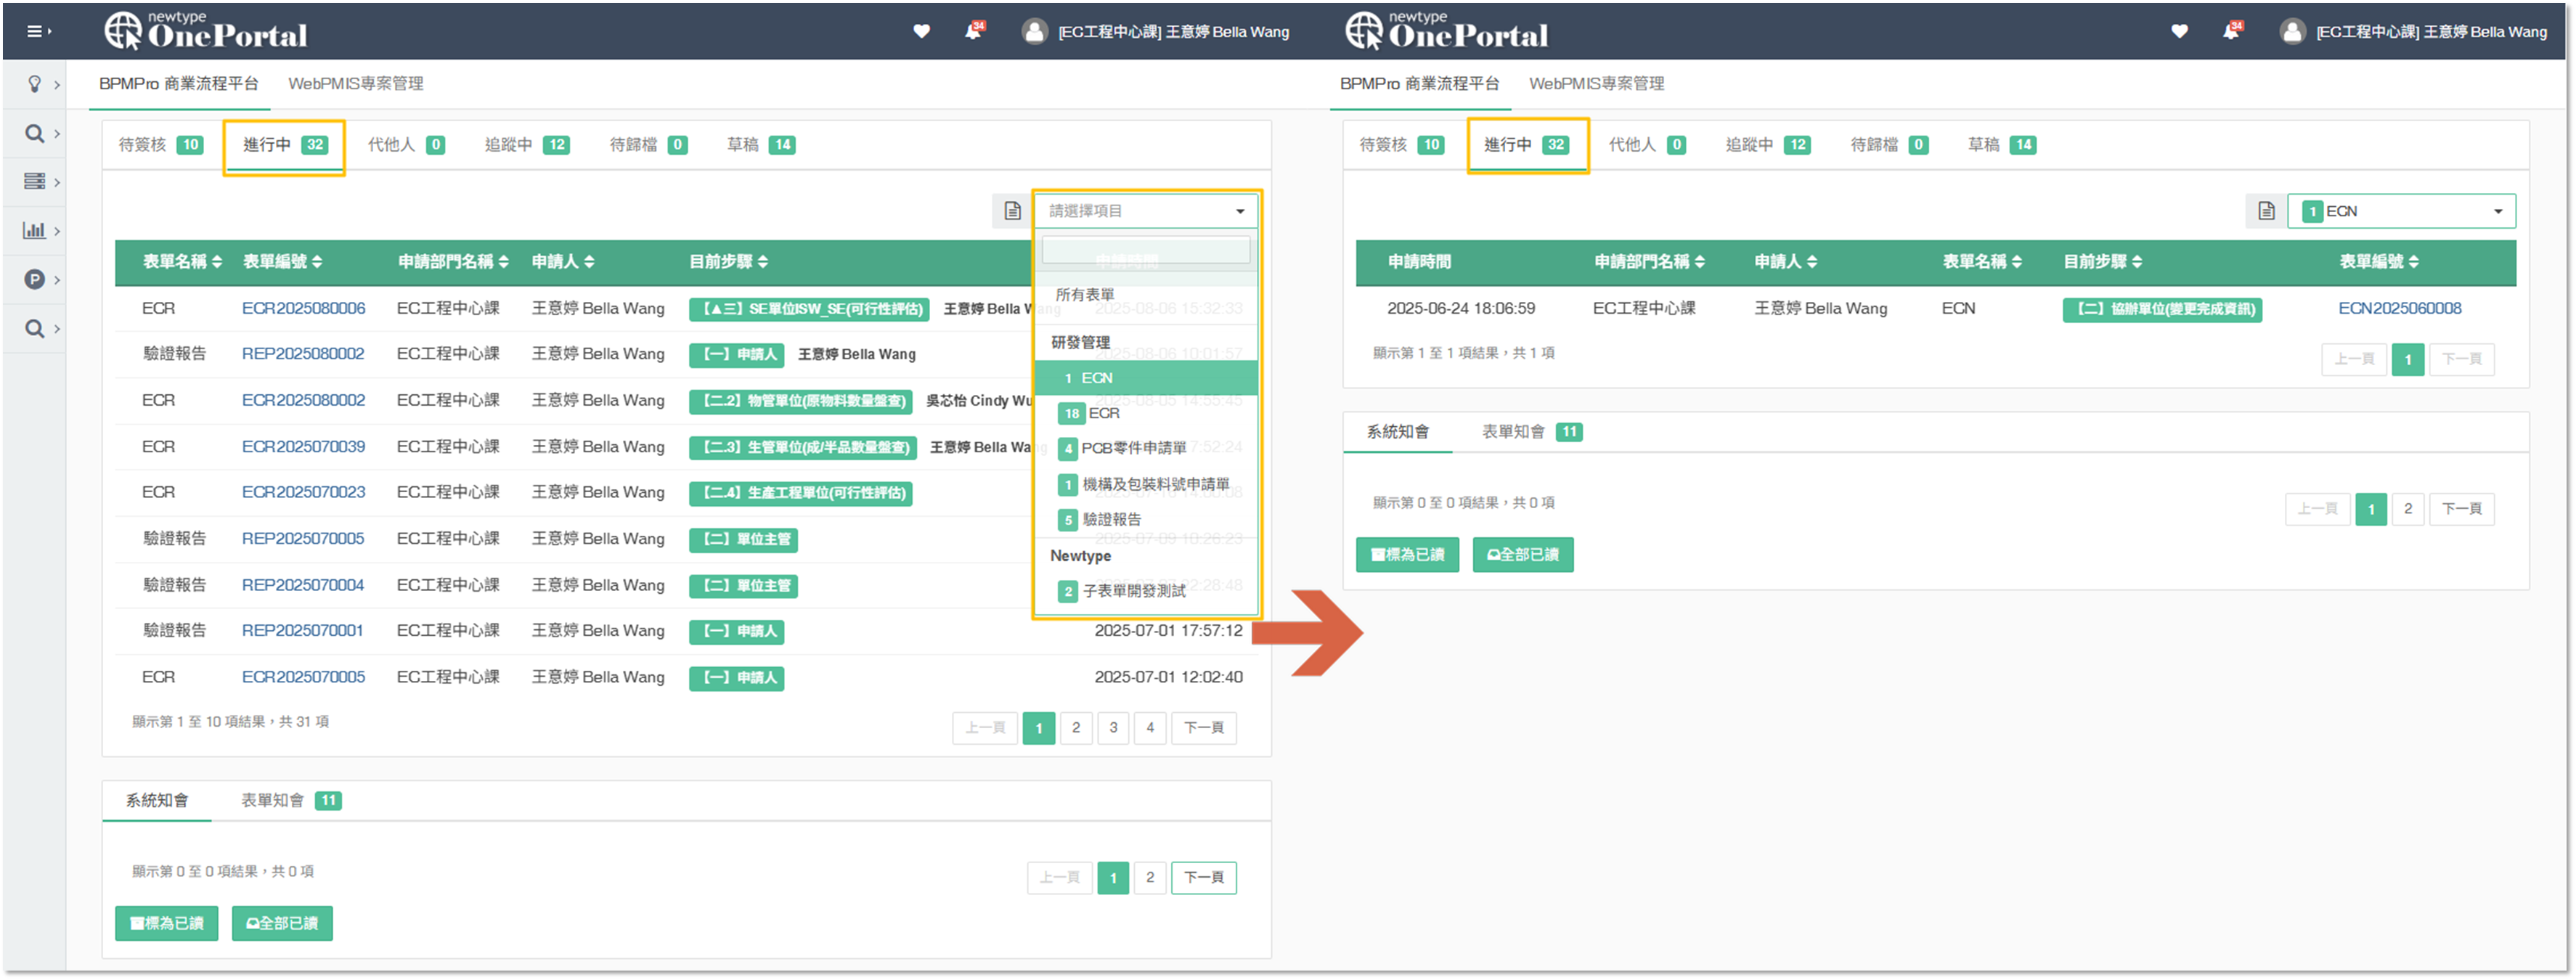 newtype
OnePortal
34
[EC工程中心課] 王意婷 Bella Wang
BPMPro 商業流程平台 WebPMIS專案管理
待簽核 10 進行中 32 代他人 0 追蹤中 12 待歸檔 0 草稿 14
請選擇項目
表單名稱 表單編號 申請部門名稱 申請人 目前步驟 申請時間
所有表單
研發管理
1 ECN
18 ECR
4 PCB零件申請單
1 機構及包裝料號申請單
5 驗證報告
Newtype
2 子表單開發測試
ECR ECR2025080006 EC工程中心課 王意婷 Bella Wang 【▲三】SE單位ISW_SE(可行性評估) 王意婷 Bella Wang 2025-08-06 15:32:33
驗證報告 REP2025080002 EC工程中心課 王意婷 Bella Wang 【一】申請人 王意婷 Bella Wang 2025-08-06 10:01:57
ECR ECR2025080002 EC工程中心課 王意婷 Bella Wang 【二.2】物管單位(原物料數量盤查) 吳芯怡 Cindy Wu 2025-08-05 14:55:45
ECR ECR2025070039 EC工程中心課 王意婷 Bella Wang 【二.3】生管單位(成/半品數量盤查) 王意婷 Bella Wang
ECR ECR2025070023 EC工程中心課 王意婷 Bella Wang 【二.4】生產工程單位(可行性評估)
驗證報告 REP2025070005 EC工程中心課 王意婷 Bella Wang 【二】單位主管 2025-07-09 10:26:23
驗證報告 REP2025070004 EC工程中心課 王意婷 Bella Wang 【二】單位主管
驗證報告 REP2025070001 EC工程中心課 王意婷 Bella Wang 【一】申請人 2025-07-01 17:57:12
ECR ECR2025070005 EC工程中心課 王意婷 Bella Wang 【一】申請人 2025-07-01 12:02:40
顯示第 1 至 10 項結果，共 31 項
上一頁 1 2 3 4 下一頁
系統知會 表單知會 11
顯示第 0 至 0 項結果，共 0 項
上一頁 1 2 下一頁
標為已讀 全部已讀
newtype
OnePortal
34
[EC工程中心課] 王意婷 Bella Wang
BPMPro 商業流程平台 WebPMIS專案管理
待簽核 10 進行中 32 代他人 0 追蹤中 12 待歸檔 0 草稿 14
1 ECN
申請時間 申請部門名稱 申請人 表單名稱 目前步驟 表單編號
2025-06-24 18:06:59 EC工程中心課 王意婷 Bella Wang ECN 【二】協辦單位(變更完成資訊) ECN2025060008
顯示第 1 至 1 項結果，共 1 項
上一頁 1 下一頁
系統知會 表單知會 11
顯示第 0 至 0 項結果，共 0 項
上一頁 1 2 下一頁
標為已讀 全部已讀